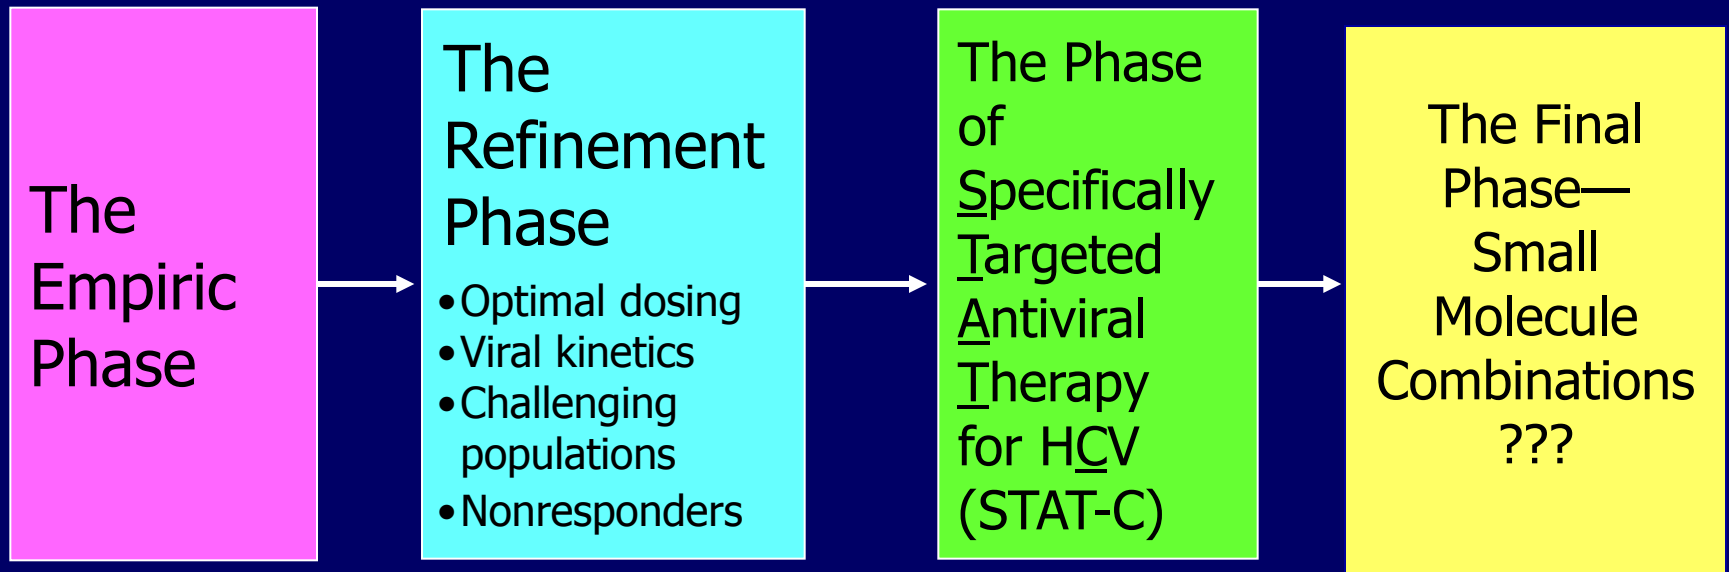 The
Empiric
Phase
The
Refinement
Phase
•Optimal dosing
•Viral kinetics
•Challenging
populations
•Nonresponders
The Phase
of
Specifically
Targeted
Antiviral
Therapy
for HCV
(STAT-C)
The Final
Phase—
Small
Molecule
Combinations
???